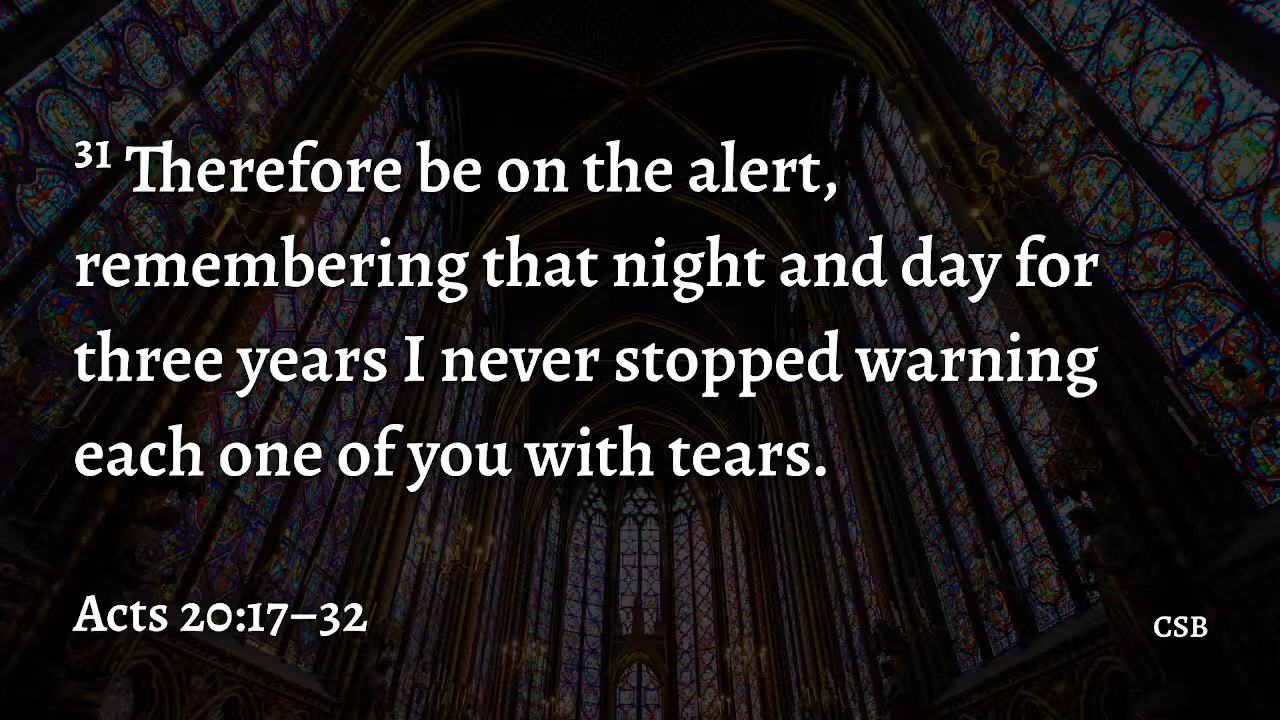 ³¹ Therefore be on the alert,
remembering that night and day for
three years I never stopped warning
each one of you with tears.
Acts 20:17–32
CSB